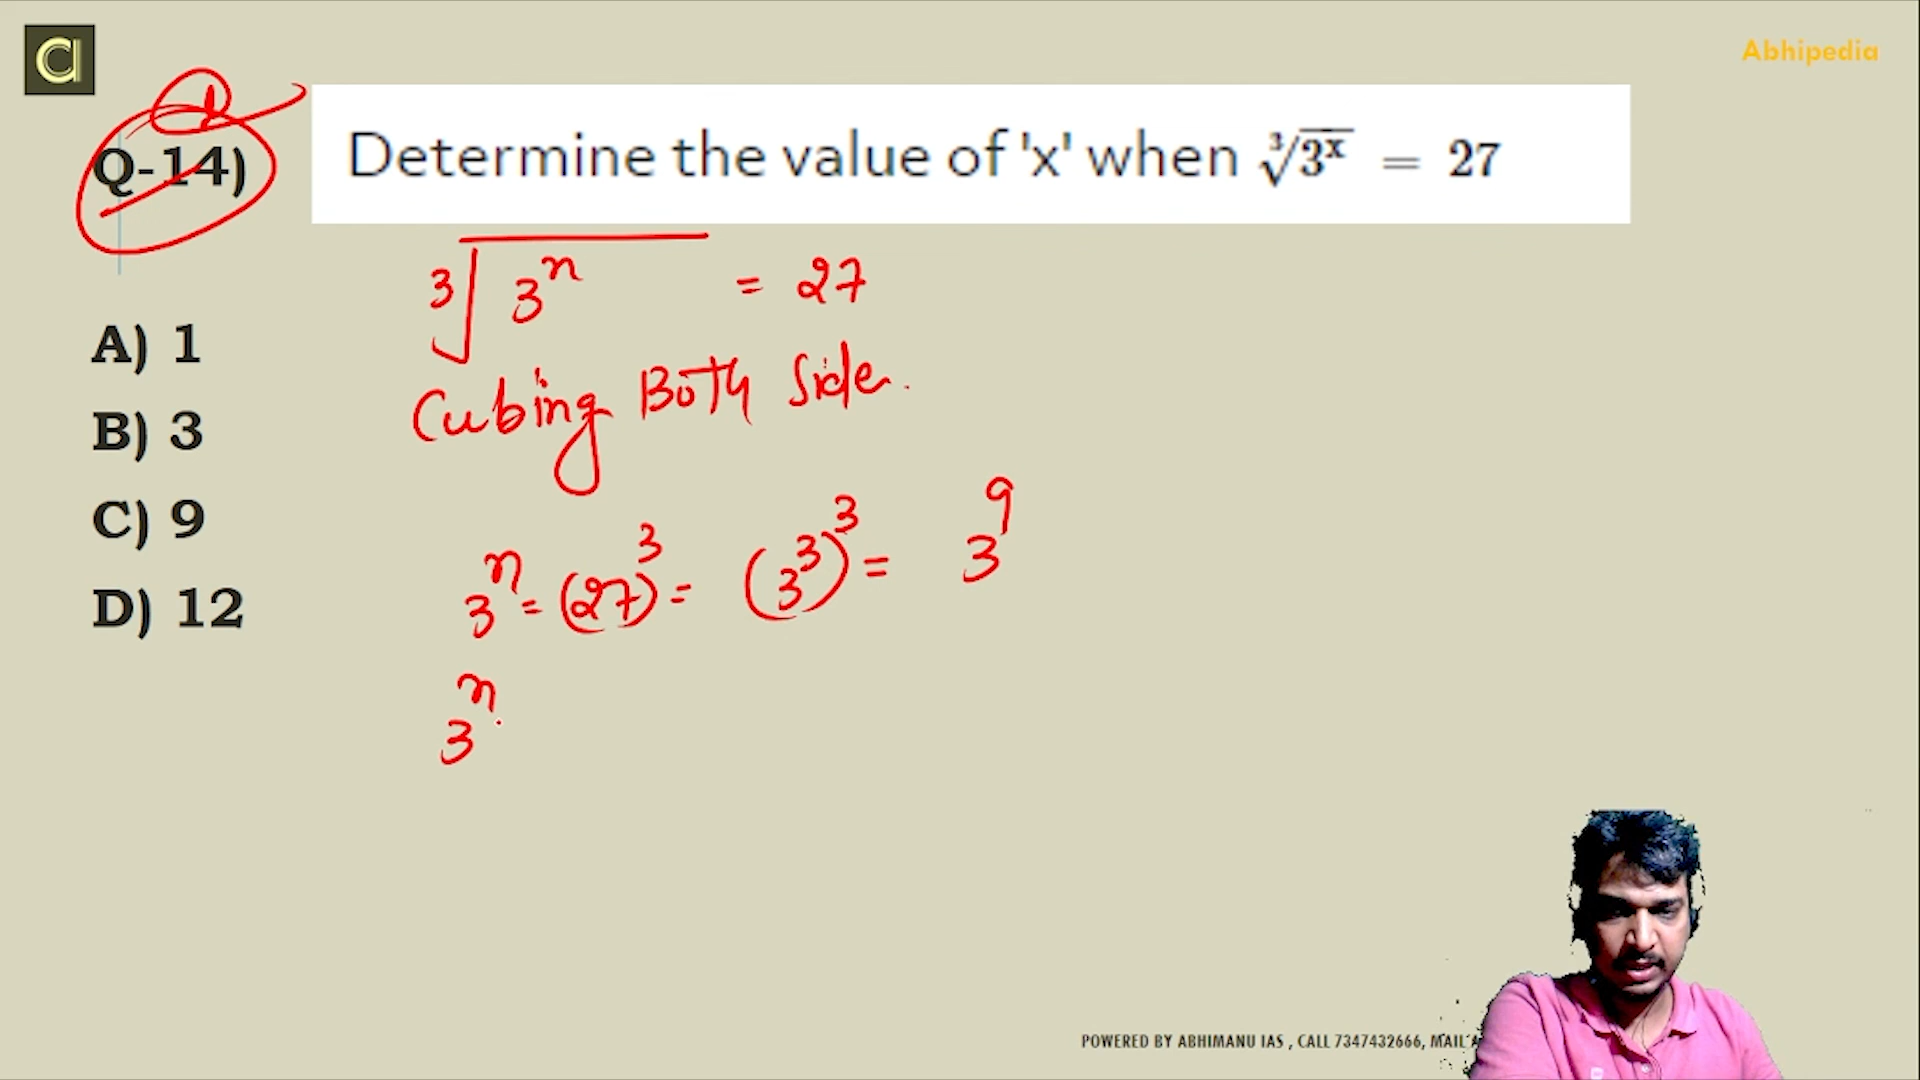 Abhipedia
Q-14)
Determine the value of 'x' when ∛3ˣ = 27
∛3ⁿ = 27
Cubing Both Side.
A) 1
B) 3
C) 9
D) 12
3ⁿ = (27)³ = (3³)³ = 3⁹
3ⁿ
POWERED BY ABHIMANU IAS , CALL 7347432666, MAIL